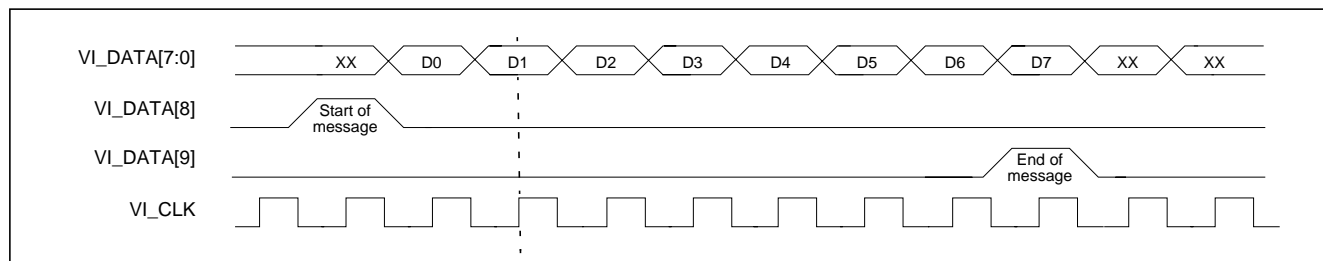 VI_DATA[7:0] XX D0 D1 D2 D3 D4 D5 D6 D7 XX XX
VI_DATA[8] Start of
message
VI_DATA[9] End of
message
VI_CLK